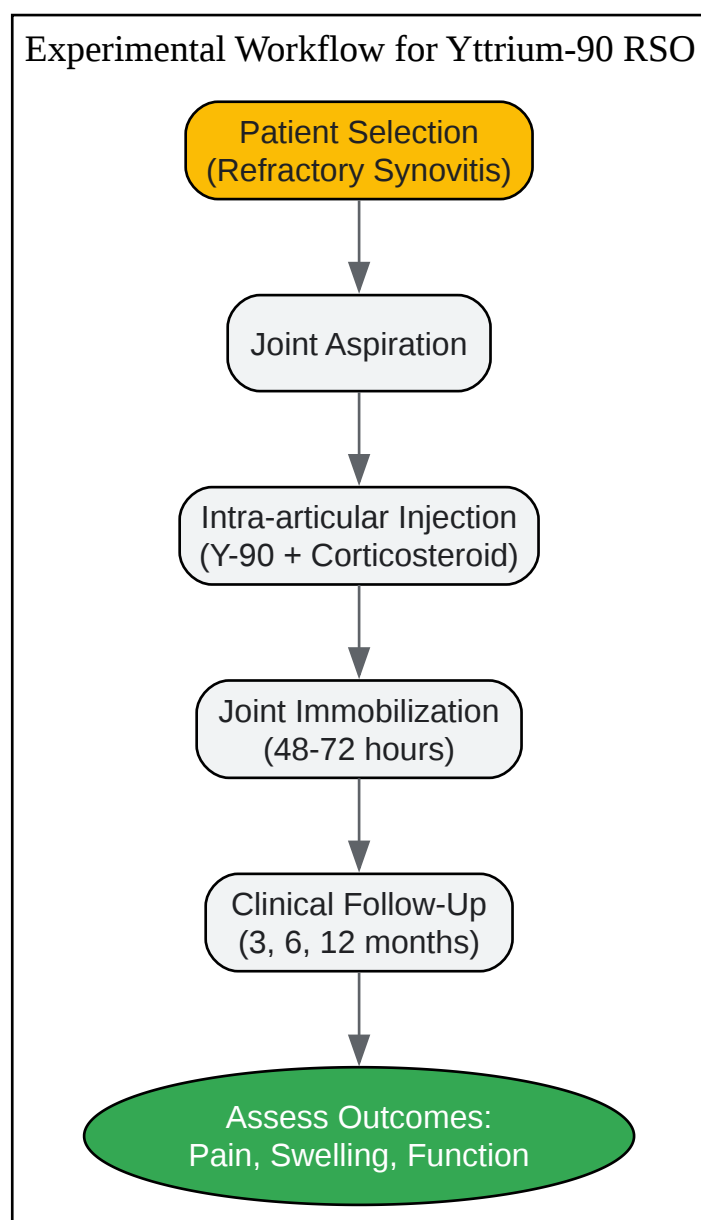 Experimental Workflow for Yttrium-90 RSO
Patient Selection
(Refractory Synovitis)
Joint Aspiration
Intra-articular Injection
(Y-90 + Corticosteroid)
Joint Immobilization
(48-72 hours)
Clinical Follow-Up
(3, 6, 12 months)
Assess Outcomes:
Pain, Swelling, Function